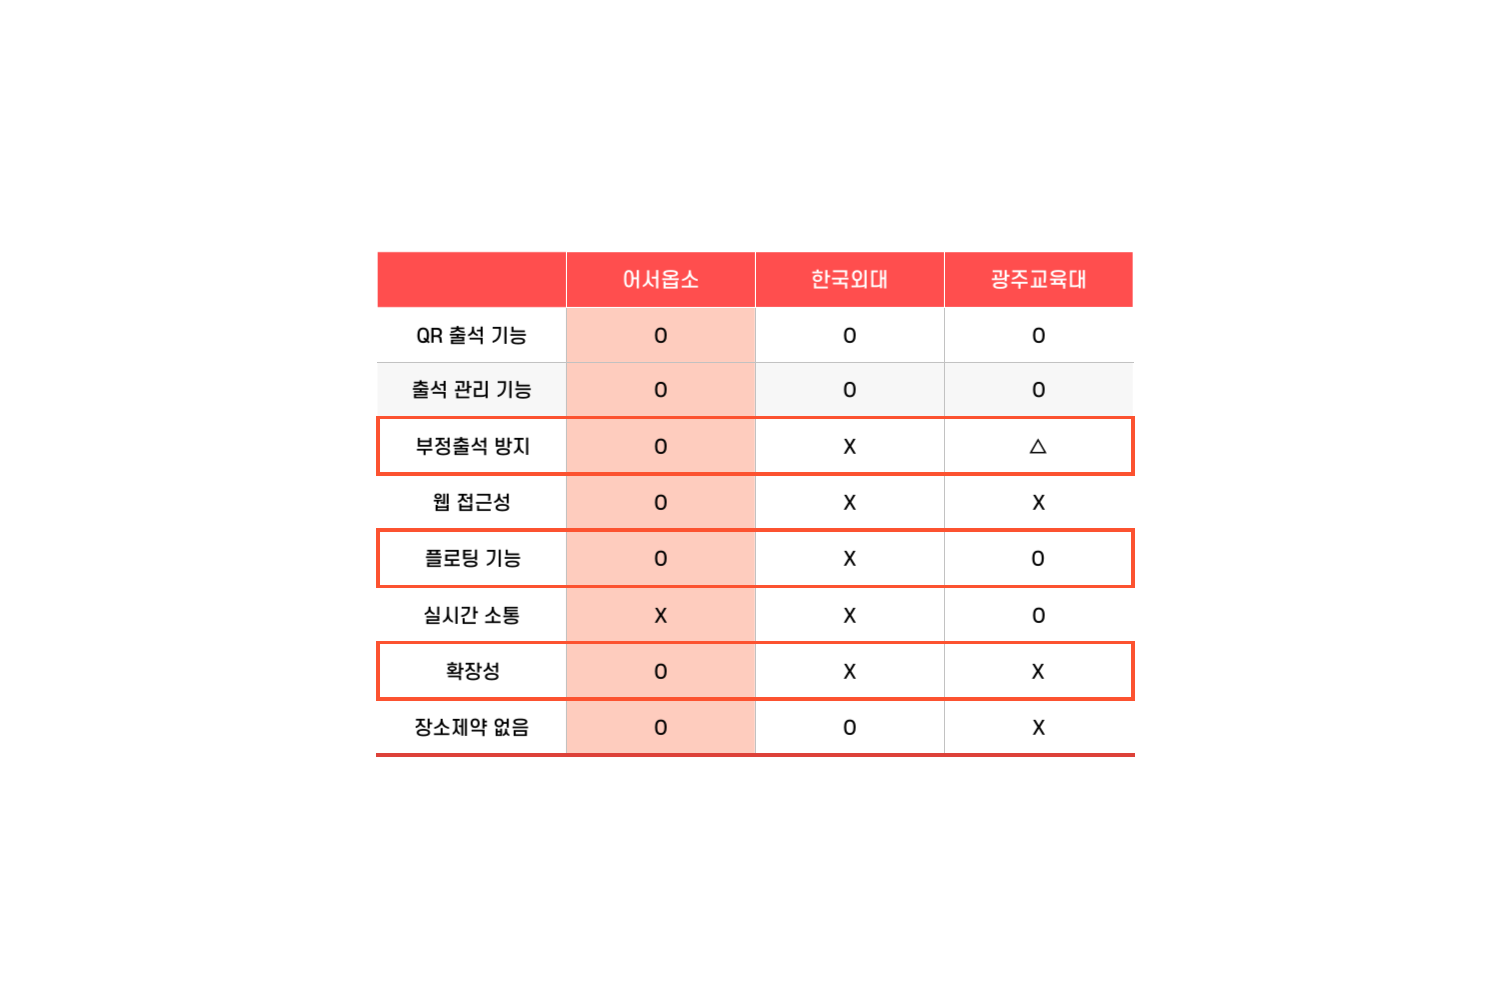 어서옵소 한국외대 광주교육대
QR 출석 기능 O O O
출석 관리 기능 O O O
부정출석 방지 O X △
웹 접근성 O X X
플로팅 기능 O X O
실시간 소통 X X O
확장성 O X X
장소제약 없음 O O X